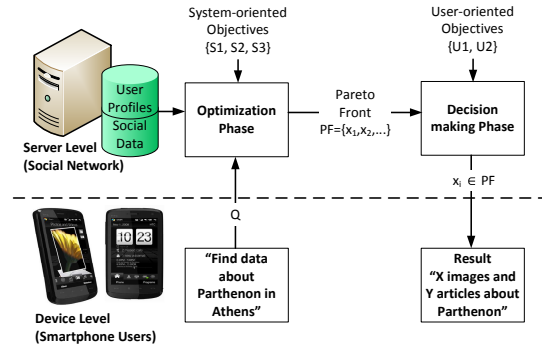 System-oriented
Objectives
{S1, S2, S3}
User-oriented
Objectives
{U1, U2}
User
Profiles
Social
Data
Optimization
Phase
Pareto
Front
PF={x₁,x₂,...}
Decision
making Phase
Server Level
(Social Network)
Q
xᵢ ∈ PF
10 23
"Find data
about
Parthenon in
Athens"
Result
"X images and
Y articles about
Parthenon"
Device Level
(Smartphone Users)